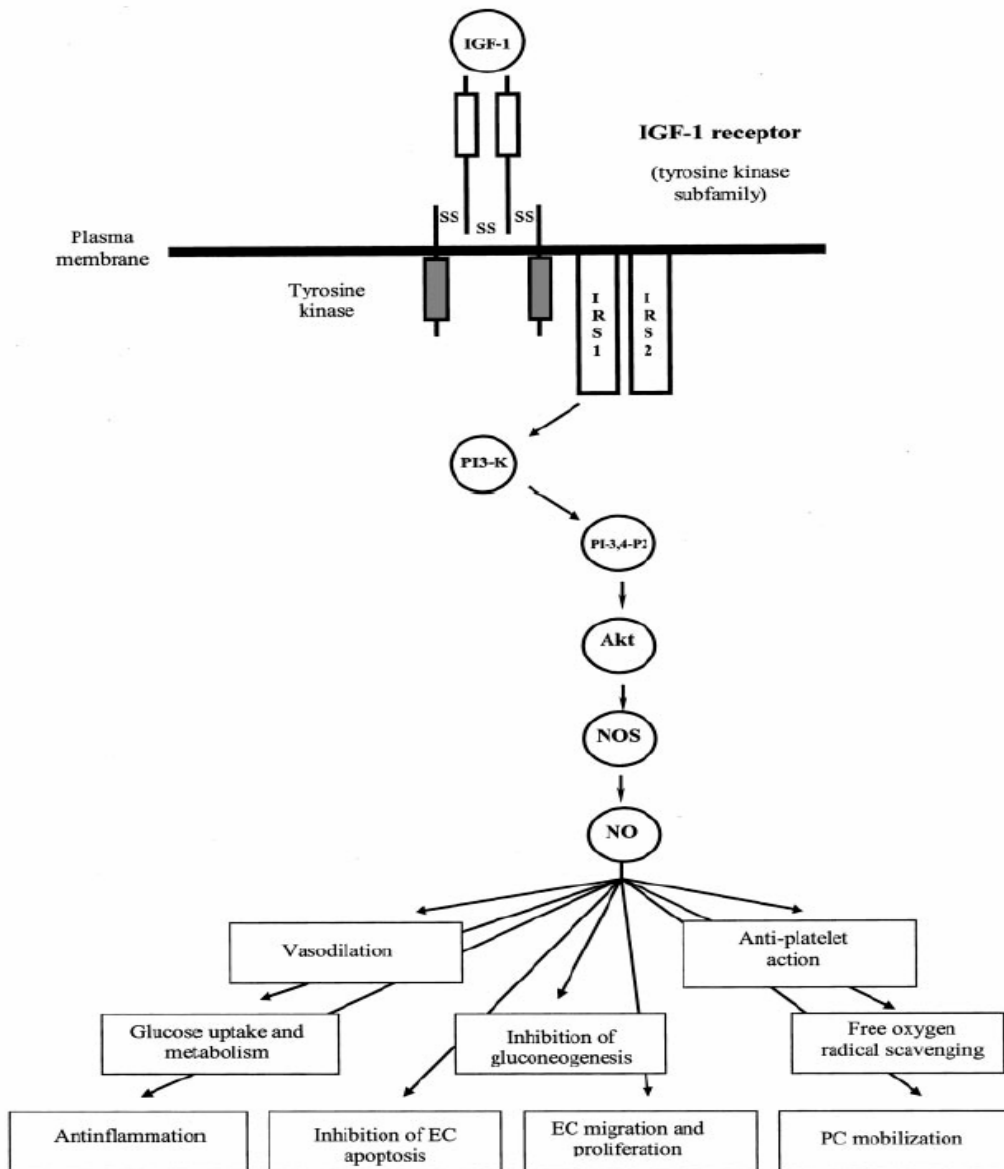 IGF-1
IGF-1 receptor
(tyrosine kinase
subfamily)
SS
SS
SS
Plasma
membrane
Tyrosine
kinase
I
R
S
1
I
R
S
2
PI3-K
PI-3,4-P2
Akt
NOS
NO
Vasodilation
Anti-platelet
action
Glucose uptake and
metabolism
Inhibition of
gluconeogenesis
Free oxygen
radical scavenging
Antinflammation
Inhibition of EC
apoptosis
EC migration and
proliferation
PC mobilization